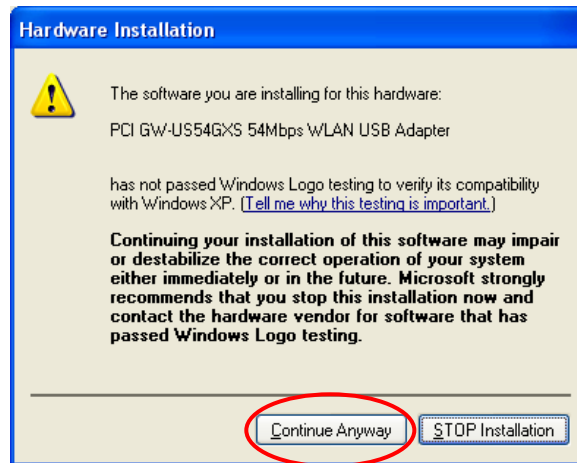 Hardware Installation
The software you are installing for this hardware:
PCI GW-US54GXS 54Mbps WLAN USB Adapter
has not passed Windows Logo testing to verify its compatibility
with Windows XP. (Tell me why this testing is important.)
Continuing your installation of this software may impair
or destabilize the correct operation of your system
either immediately or in the future. Microsoft strongly
recommends that you stop this installation now and
contact the hardware vendor for software that has
passed Windows Logo testing.
Continue Anyway STOP Installation